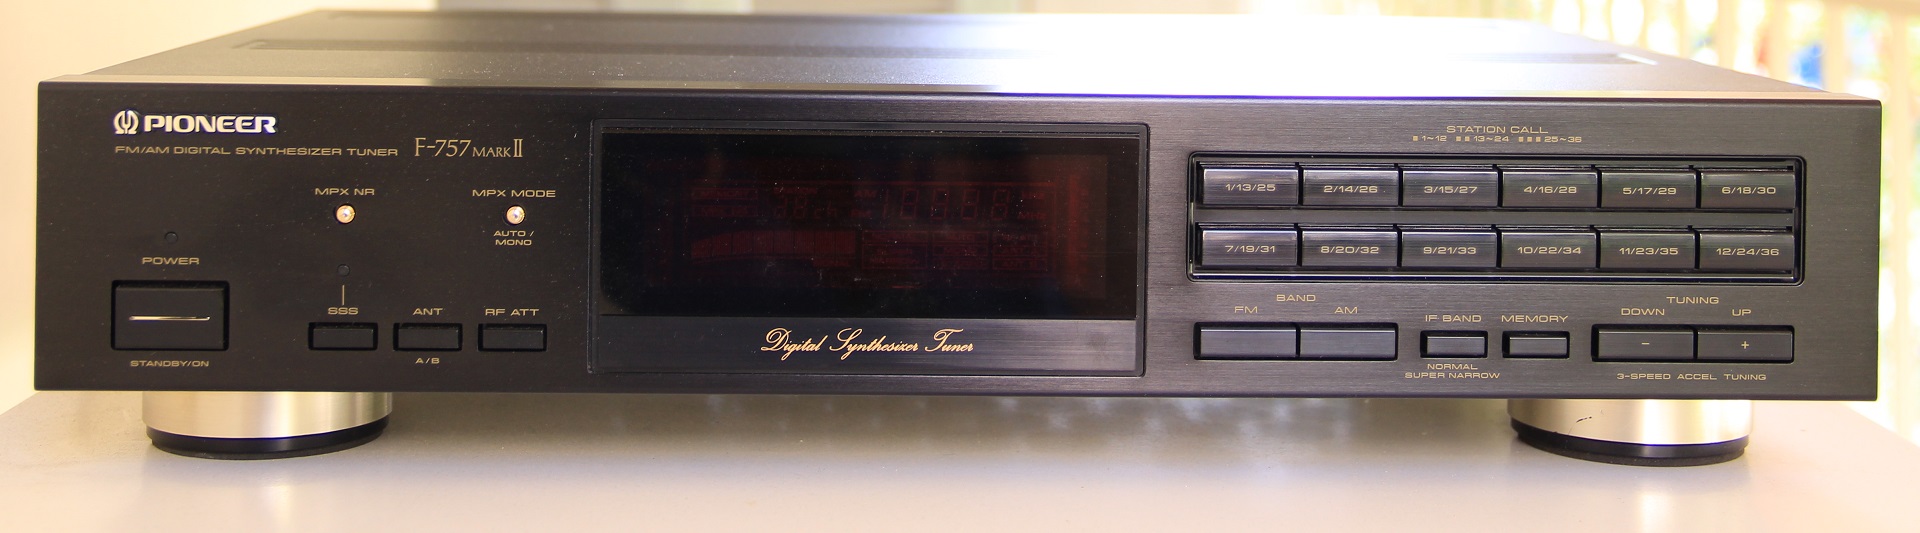 PIONEER
FM/AM DIGITAL SYNTHESIZER TUNER F-757 MARK II
MPX NR
MPX MODE
AUTO /
MONO
POWER
STANDBY/ON
SSS
ANT
RF ATT
A/B
Digital Synthesizer Tuner
STATION CALL
1~12 13~24 25~36
1/13/25 2/14/26 3/15/27 4/16/28 5/17/29 6/18/30
7/19/31 8/20/32 9/21/33 10/22/34 11/23/35 12/24/36
BAND
FM AM
IF BAND
NORMAL
SUPER NARROW
MEMORY
TUNING
DOWN UP
- +
3-SPEED ACCEL TUNING